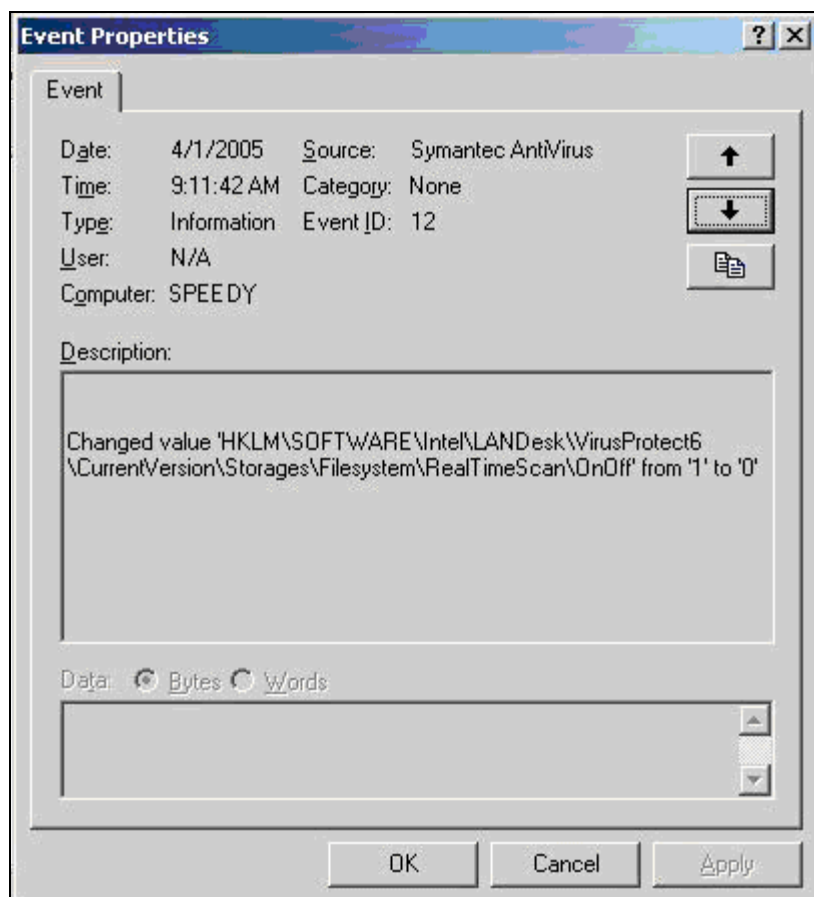 Event Properties
Event
Date: 4/1/2005 Source: Symantec AntiVirus
Time: 9:11:42 AM Category: None
Type: Information Event ID: 12
User: N/A
Computer: SPEEDY
Description:
Changed value 'HKLM\SOFTWARE\Intel\LANDesk\VirusProtect6
\CurrentVersion\Storages\Filesystem\RealTimeScan\OnOff' from '1' to '0'
Data: Bytes Words
OK Cancel Apply